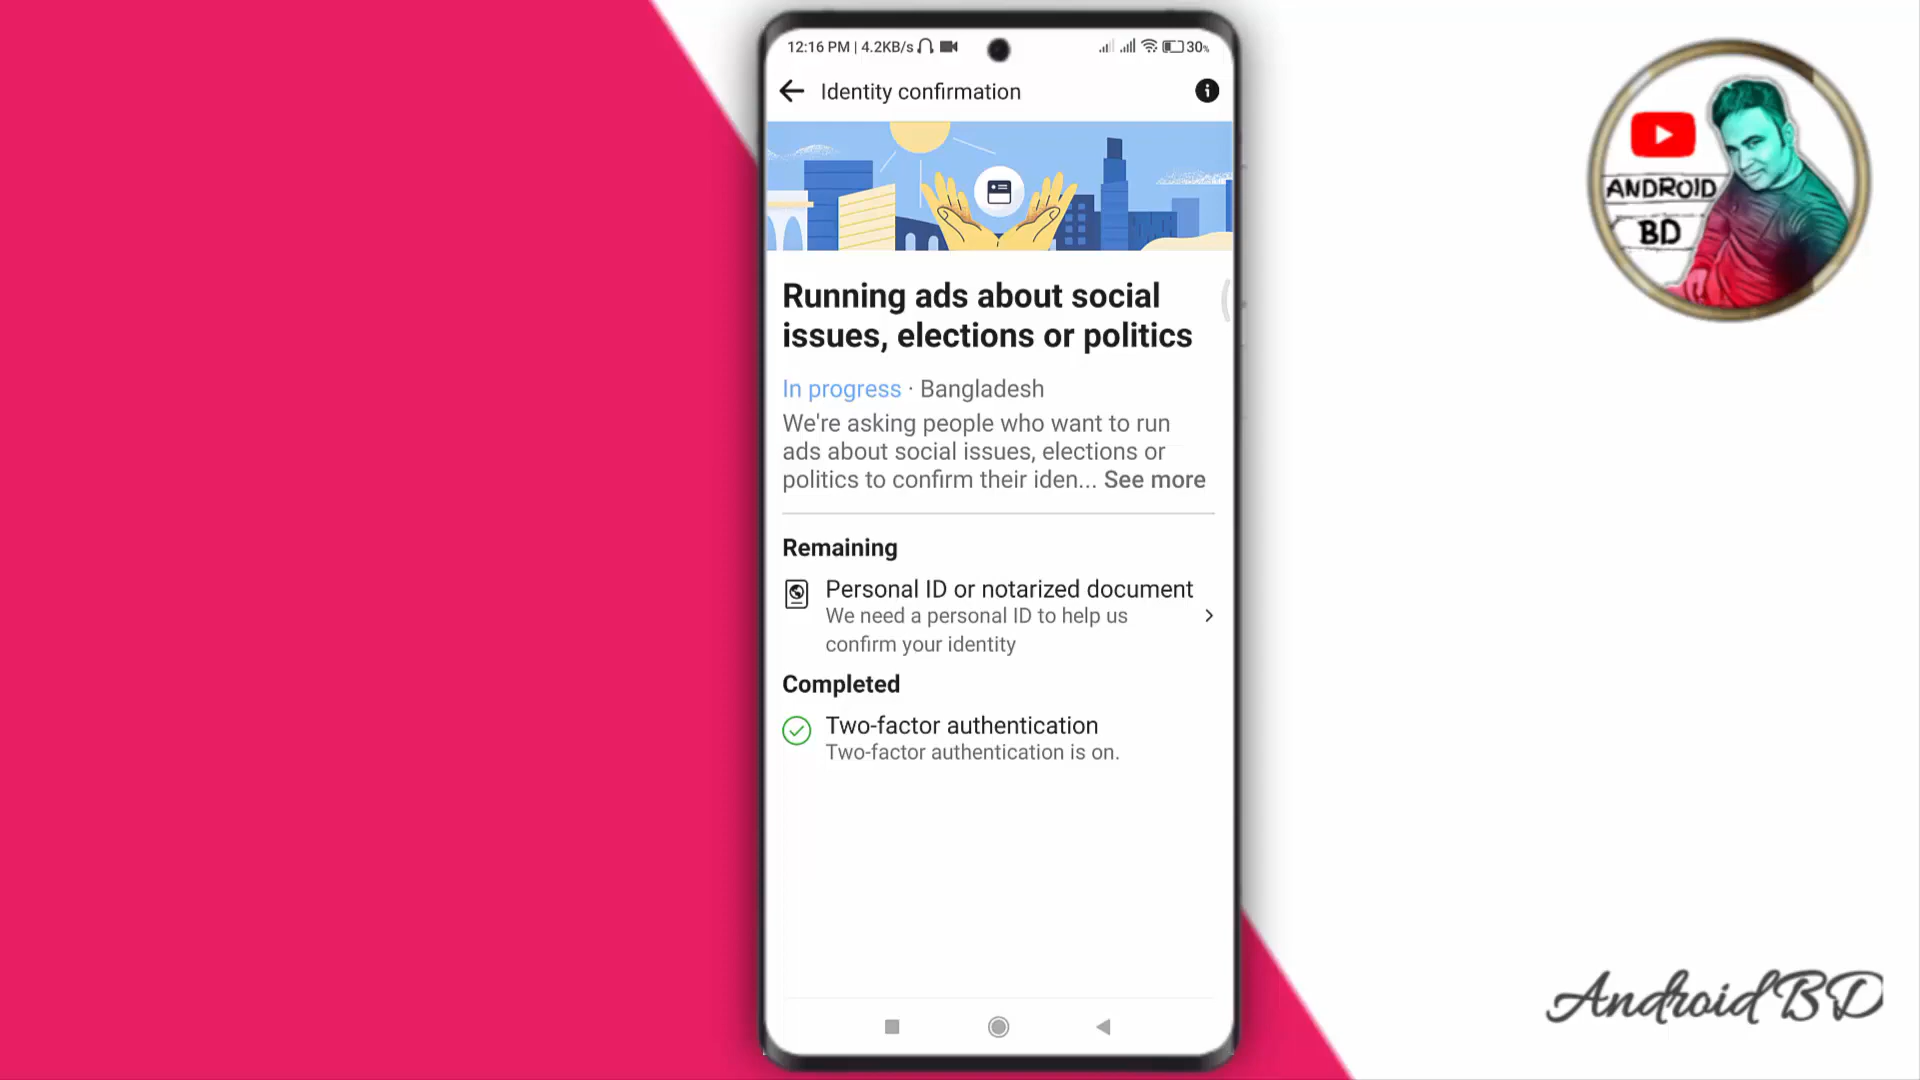 12:16 PM | 4.2KB/s
30%
Identity confirmation
Running ads about social
issues, elections or politics
In progress · Bangladesh
We're asking people who want to run
ads about social issues, elections or
politics to confirm their iden... See more
Remaining
Personal ID or notarized document
We need a personal ID to help us
confirm your identity
Completed
Two-factor authentication
Two-factor authentication is on.
ANDROID
BD
Android BD